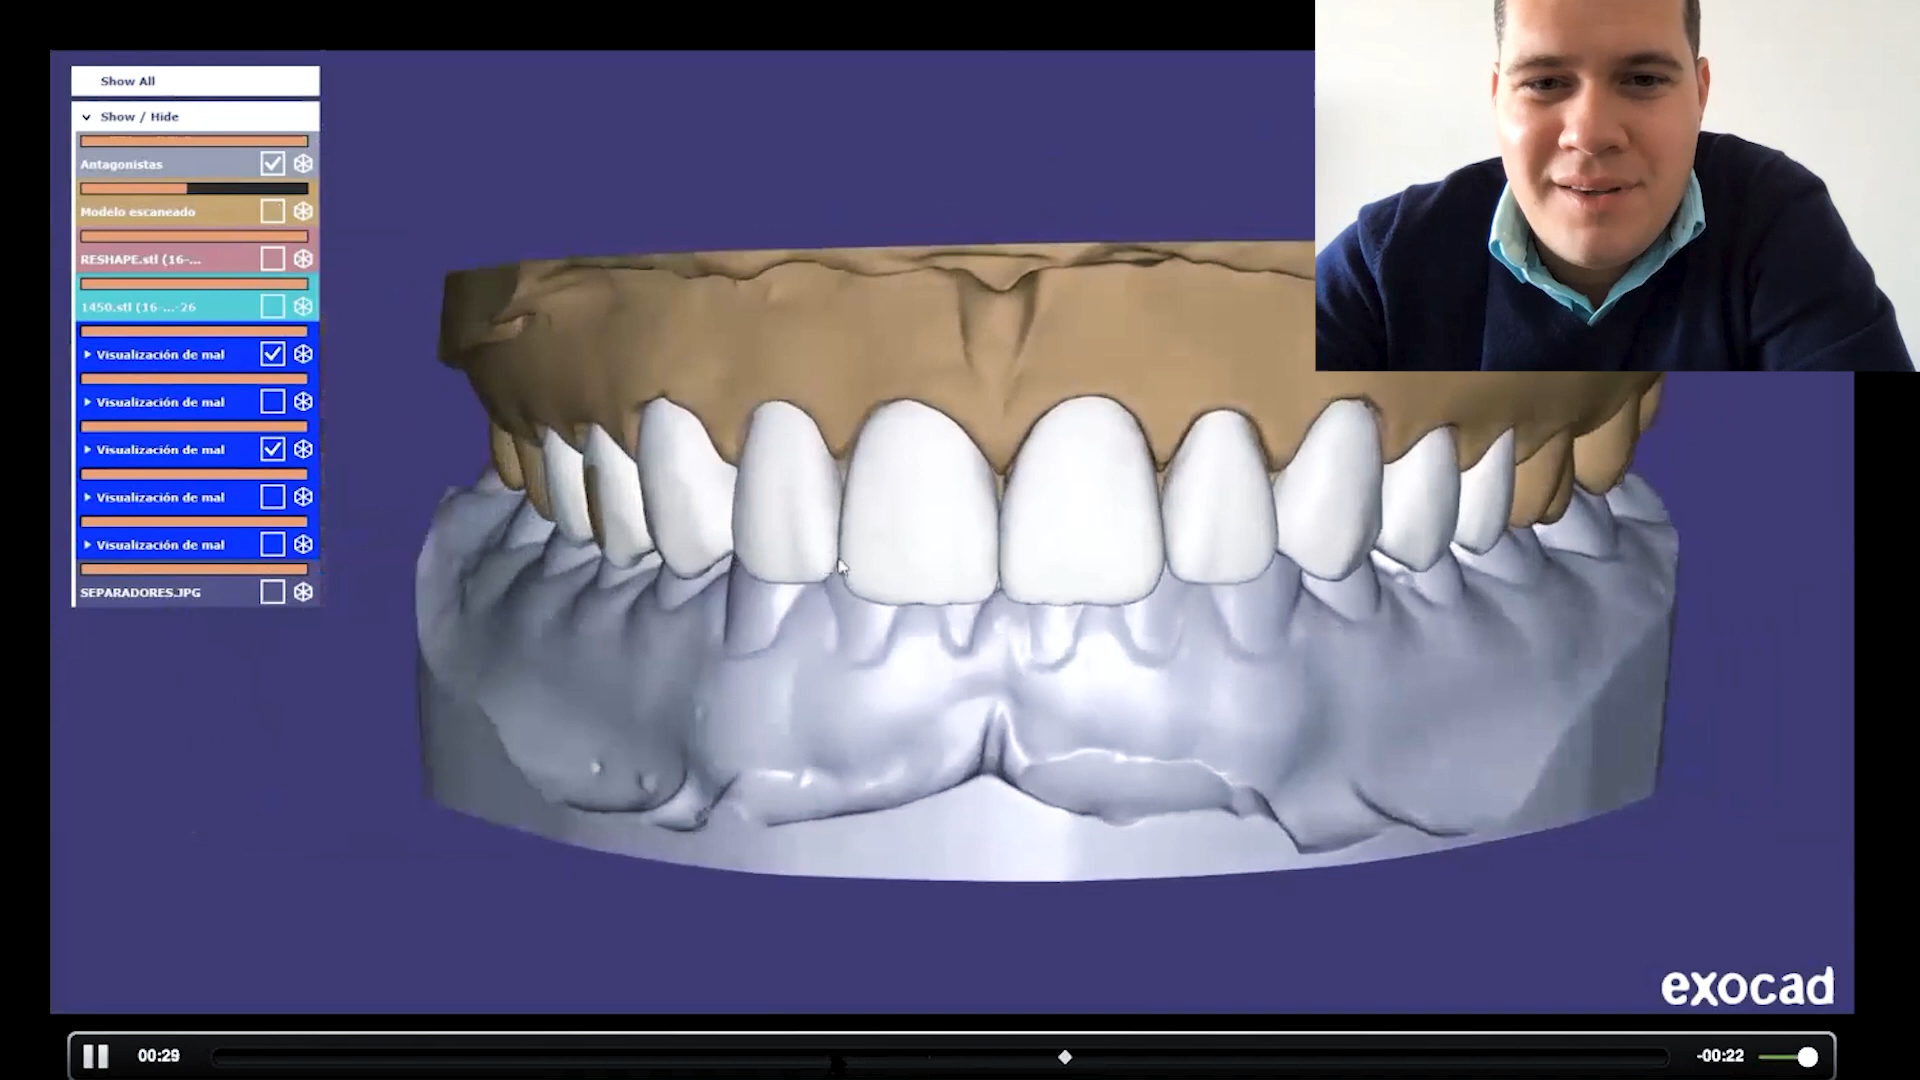 Show All
Show / Hide
Antagonistas
Modelo escaneado
RESHAPE.stl (16-...
1450.stl (16-...-26
Visualización de mal
Visualización de mal
Visualización de mal
Visualización de mal
Visualización de mal
SEPARADORES.JPG
exocad
00:29
-00:22